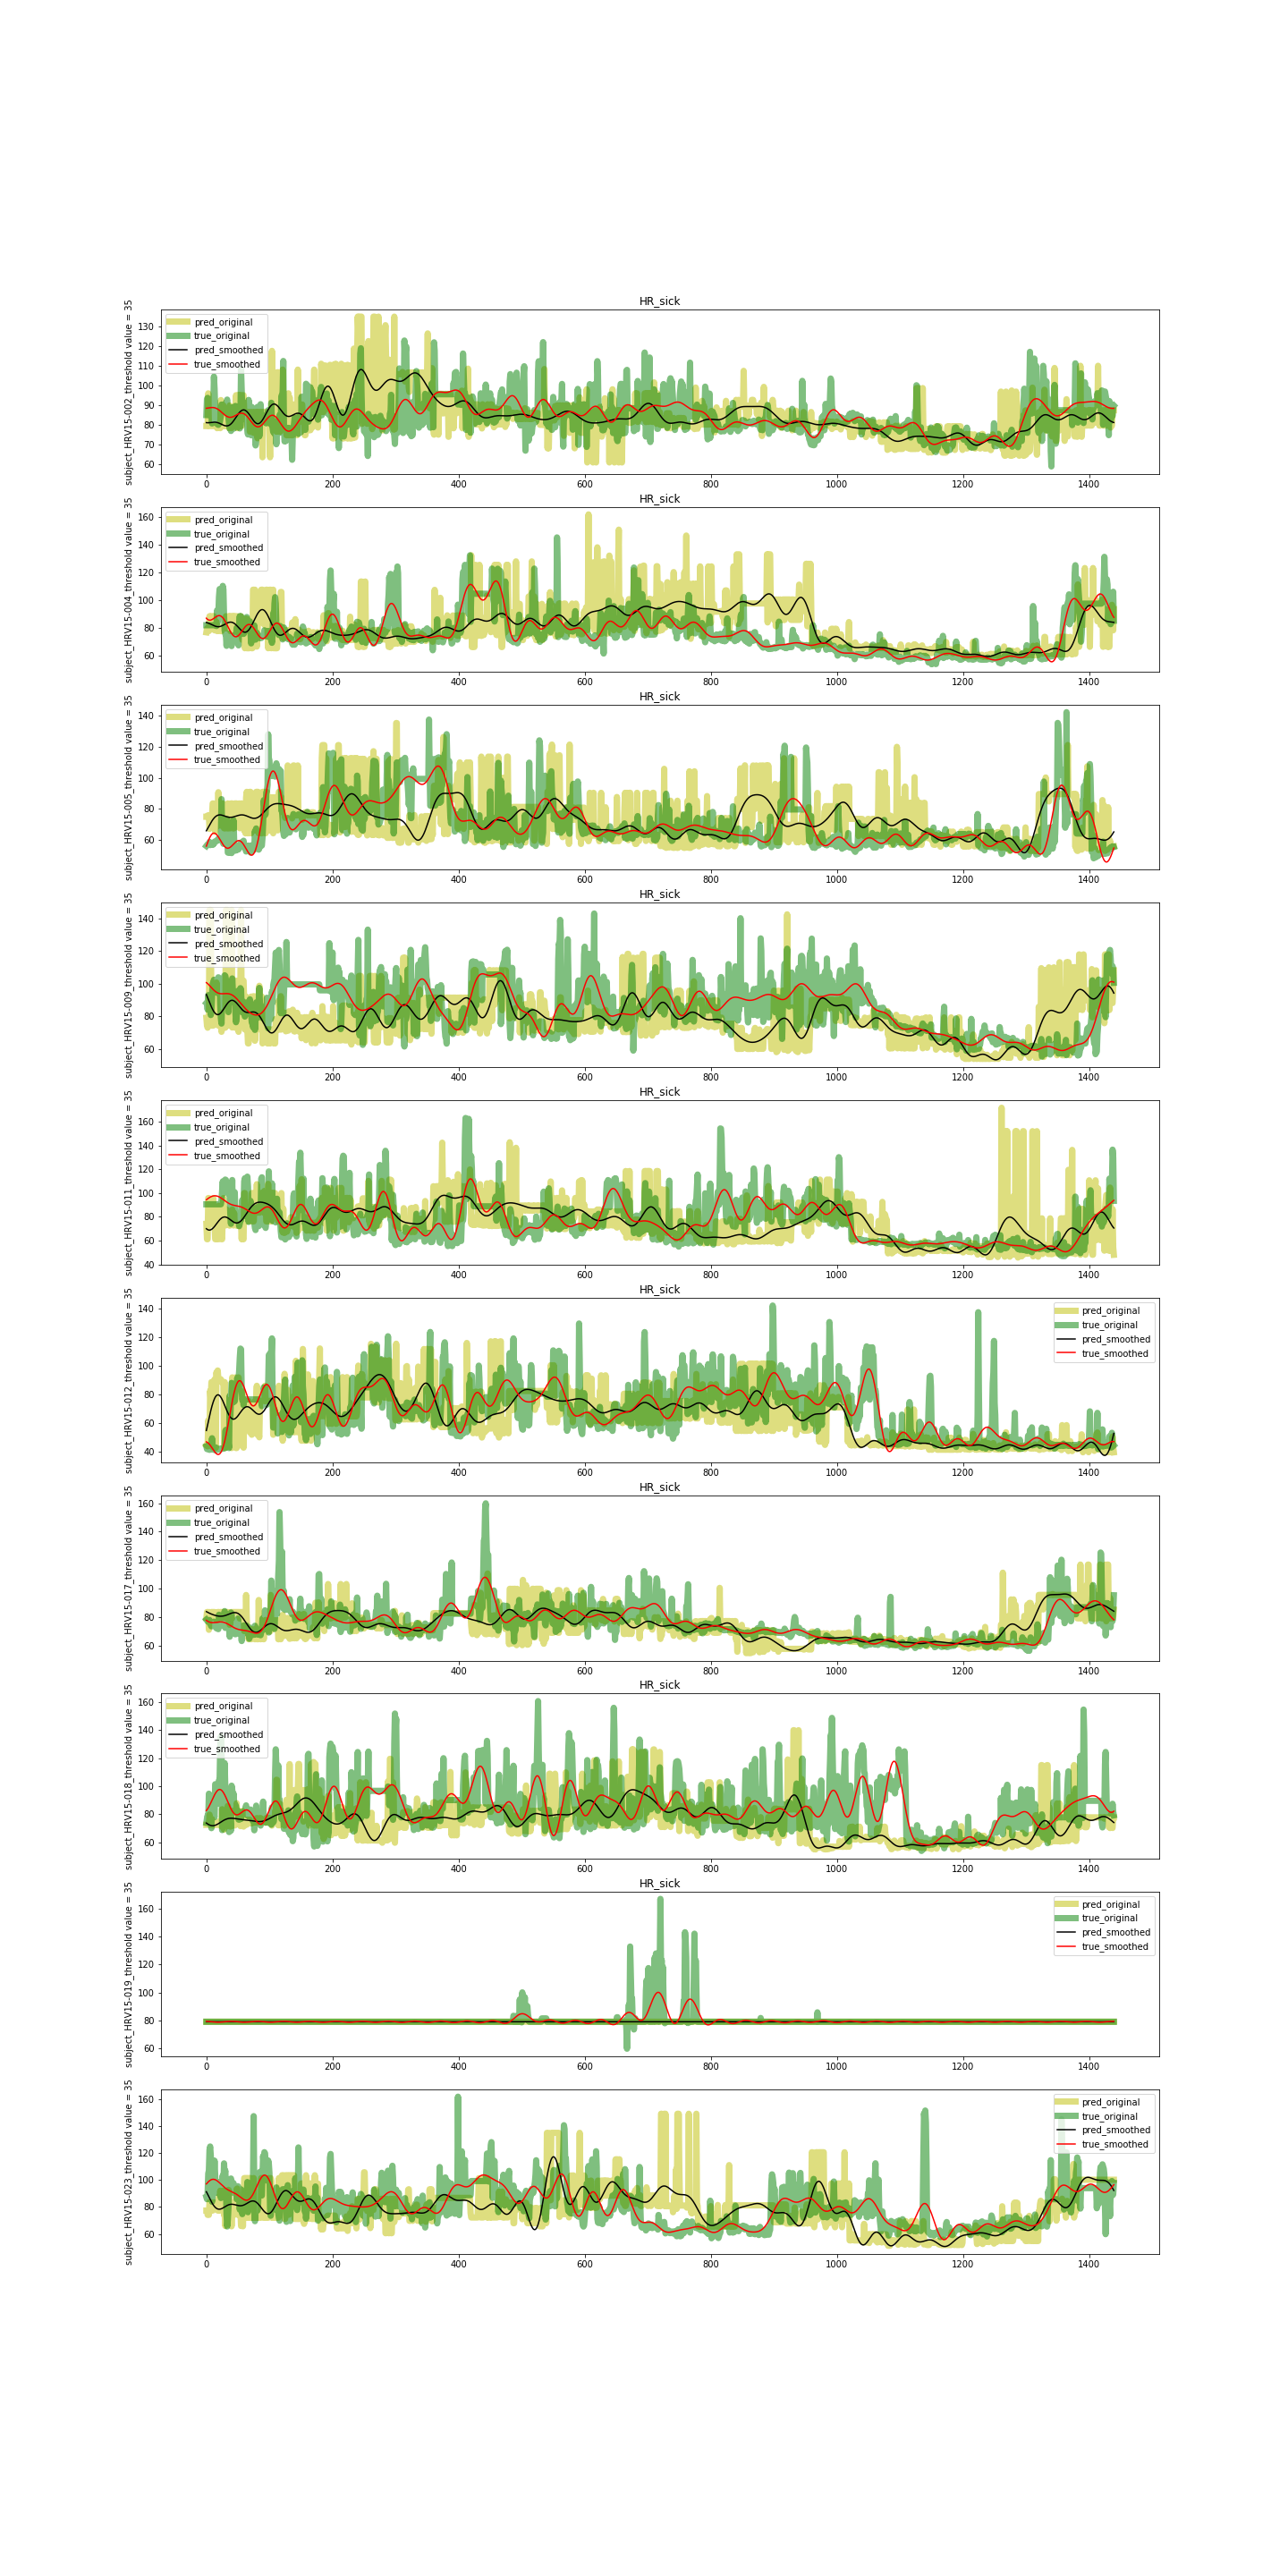 HR_sick
subject_HRV15-002_threshold value = 35
130
120
110
100
90
80
70
60
pred_original
true_original
pred_smoothed
true_smoothed
0 200 400 600 800 1000 1200 1400
HR_sick
subject_HRV15-004_threshold value = 35
160
140
120
100
80
60
pred_original
true_original
pred_smoothed
true_smoothed
0 200 400 600 800 1000 1200 1400
HR_sick
subject_HRV15-005_threshold value = 35
140
120
100
80
60
pred_original
true_original
pred_smoothed
true_smoothed
0 200 400 600 800 1000 1200 1400
HR_sick
subject_HRV15-009_threshold value = 35
140
120
100
80
60
pred_original
true_original
pred_smoothed
true_smoothed
0 200 400 600 800 1000 1200 1400
HR_sick
subject_HRV15-011_threshold value = 35
160
140
120
100
80
60
40
pred_original
true_original
pred_smoothed
true_smoothed
0 200 400 600 800 1000 1200 1400
HR_sick
subject_HRV15-012_threshold value = 35
140
120
100
80
60
40
pred_original
true_original
pred_smoothed
true_smoothed
0 200 400 600 800 1000 1200 1400
HR_sick
subject_HRV15-017_threshold value = 35
160
140
120
100
80
60
pred_original
true_original
pred_smoothed
true_smoothed
0 200 400 600 800 1000 1200 1400
HR_sick
subject_HRV15-018_threshold value = 35
160
140
120
100
80
60
pred_original
true_original
pred_smoothed
true_smoothed
0 200 400 600 800 1000 1200 1400
HR_sick
subject_HRV15-019_threshold value = 35
160
140
120
100
80
60
pred_original
true_original
pred_smoothed
true_smoothed
0 200 400 600 800 1000 1200 1400
subject_HRV15-023_threshold value = 35
160
140
120
100
80
60
pred_original
true_original
pred_smoothed
true_smoothed
0 200 400 600 800 1000 1200 1400